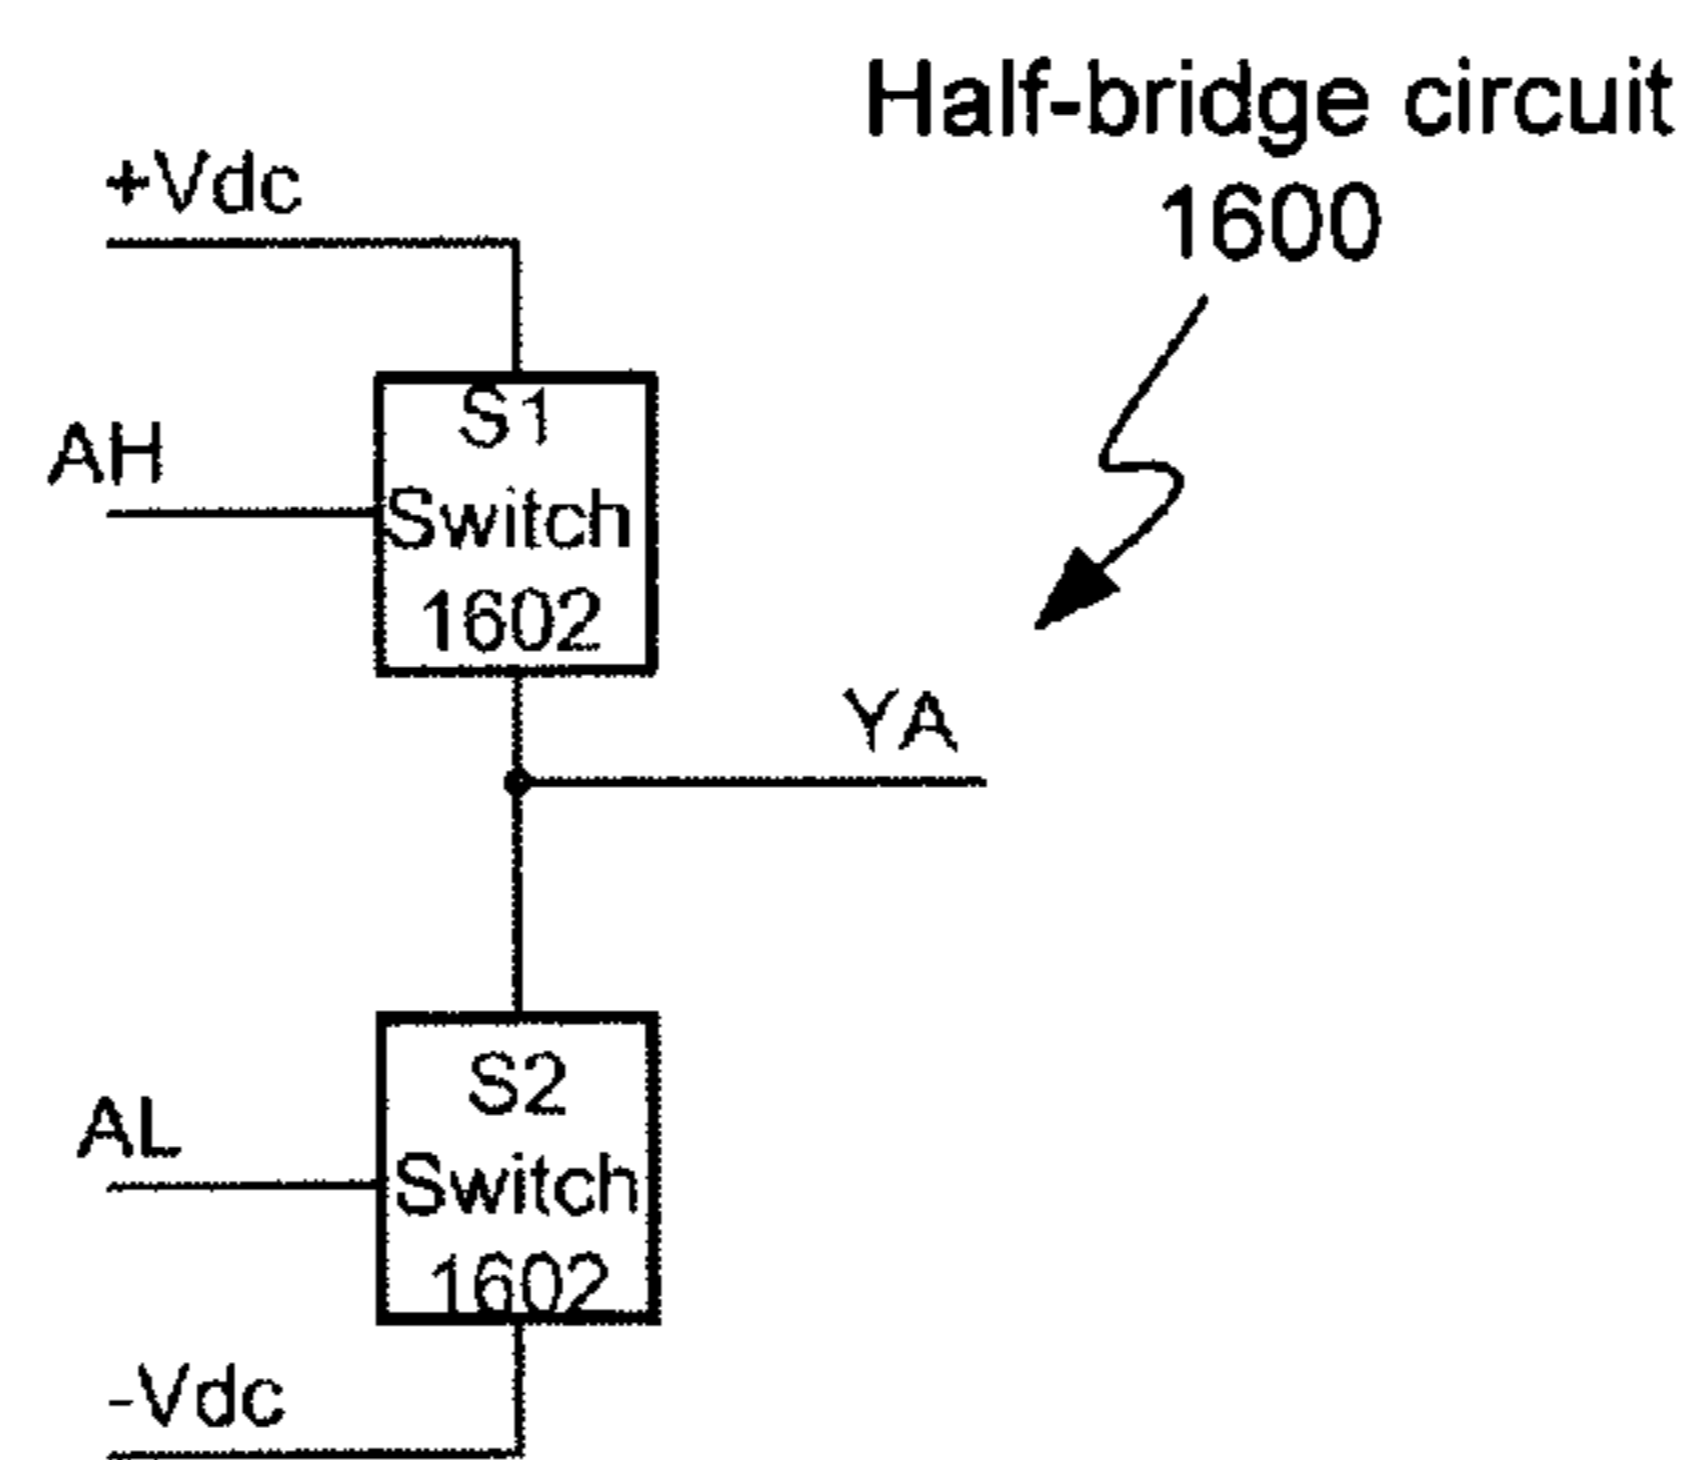 Half-bridge circuit
1600
+Vdc
AH
S1
Switch
1602
YA
AL
S2
Switch
1602
-Vdc